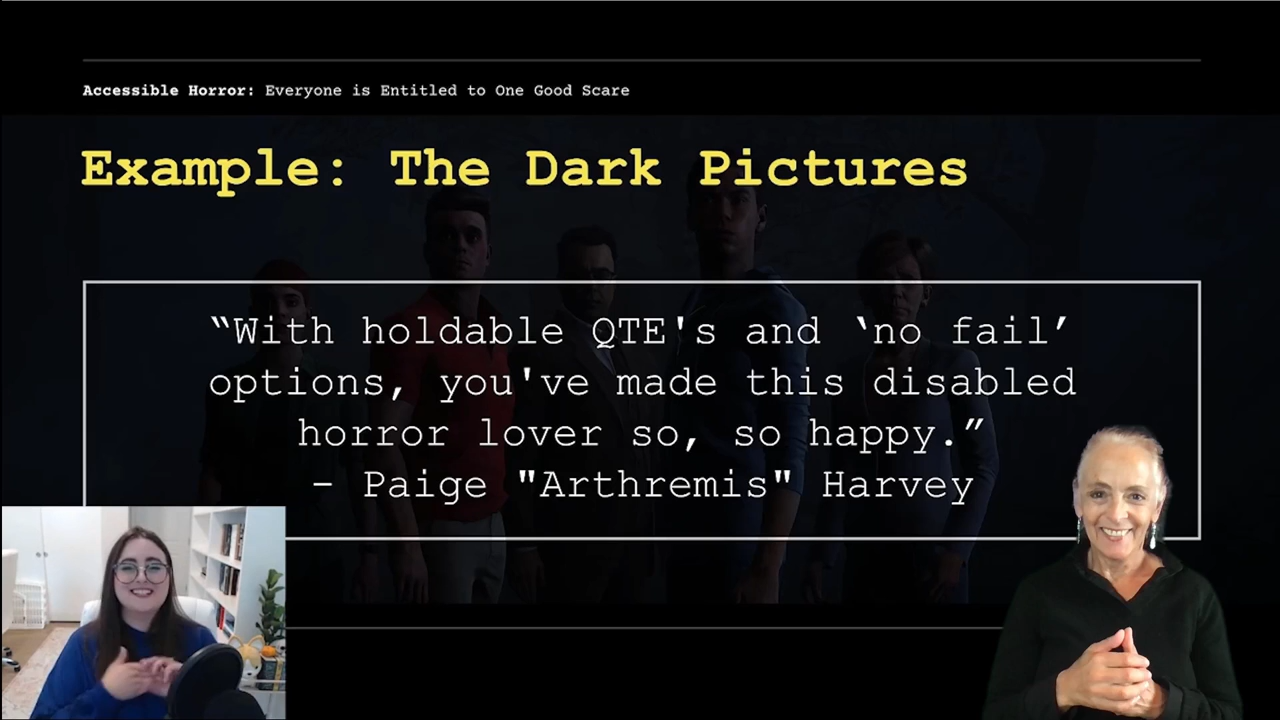 Accessible Horror: Everyone is Entitled to One Good Scare
Example: The Dark Pictures
“With holdable QTE's and ‘no fail’
options, you've made this disabled
horror lover so, so happy.”
- Paige "Arthremis" Harvey